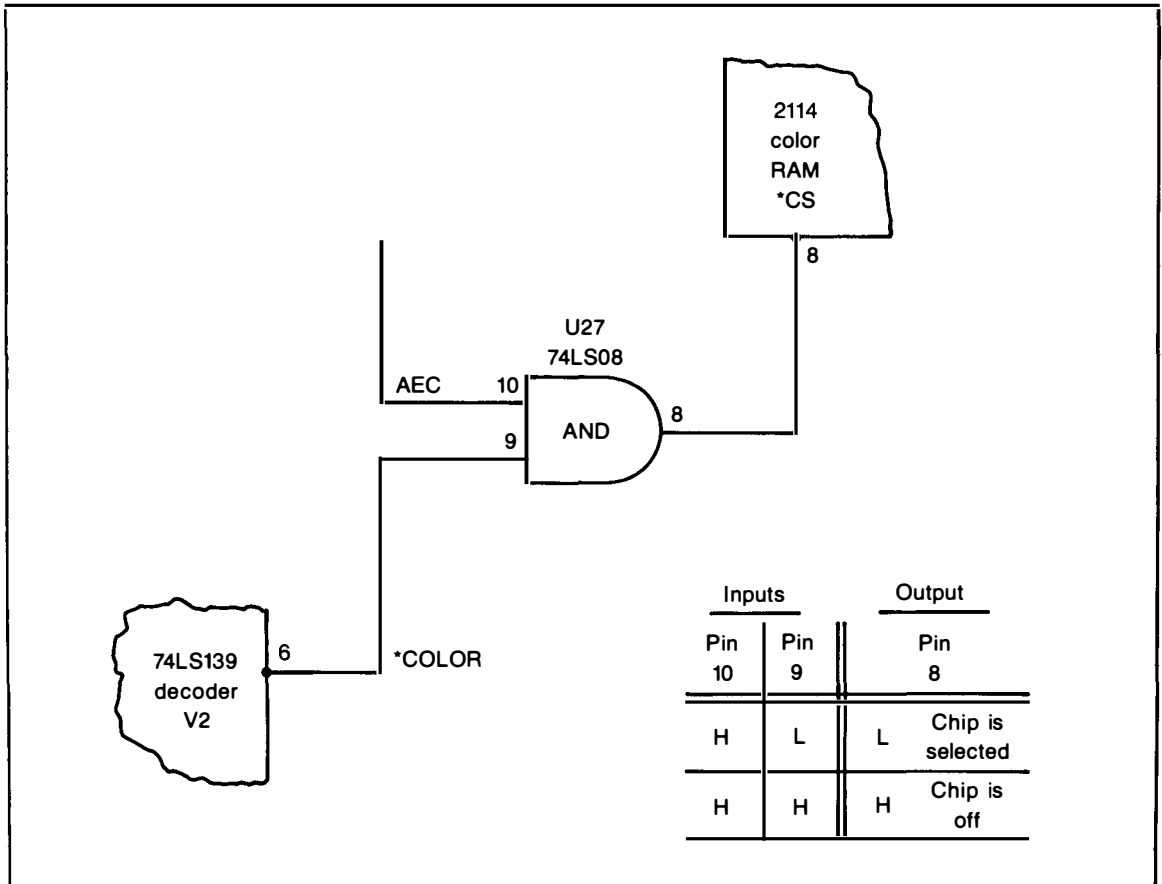 2114
color
RAM
*CS
8
U27
74LS08
AEC
10
9
AND
8
74LS139
decoder
V2
6
*COLOR
Inputs Output
Pin Pin Pin
10 9 8
H L L Chip is
selected
H H H Chip is
off